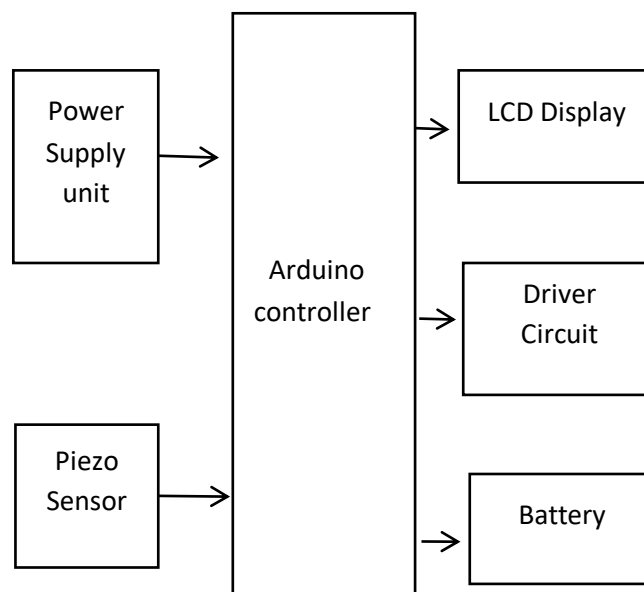 Power
Supply
unit
LCD Display
Arduino
controller
Driver
Circuit
Piezo
Sensor
Battery